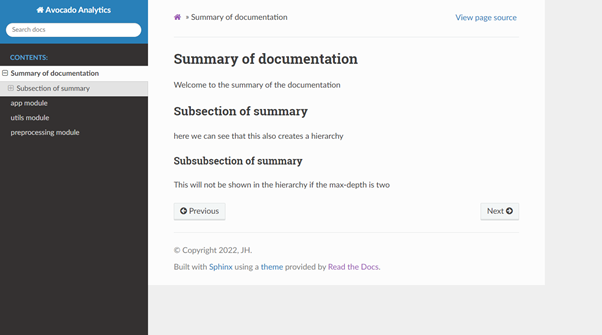 Avocado Analytics
Search docs
CONTENTS:
Summary of documentation
Subsection of summary
app module
utils module
preprocessing module
Summary of documentation
View page source
Summary of documentation
Welcome to the summary of the documentation
Subsection of summary
here we can see that this also creates a hierarchy
Subsubsection of summary
This will not be shown in the hierarchy if the max-depth is two
Previous
Next
© Copyright 2022, JH.
Built with Sphinx using a theme provided by Read the Docs.